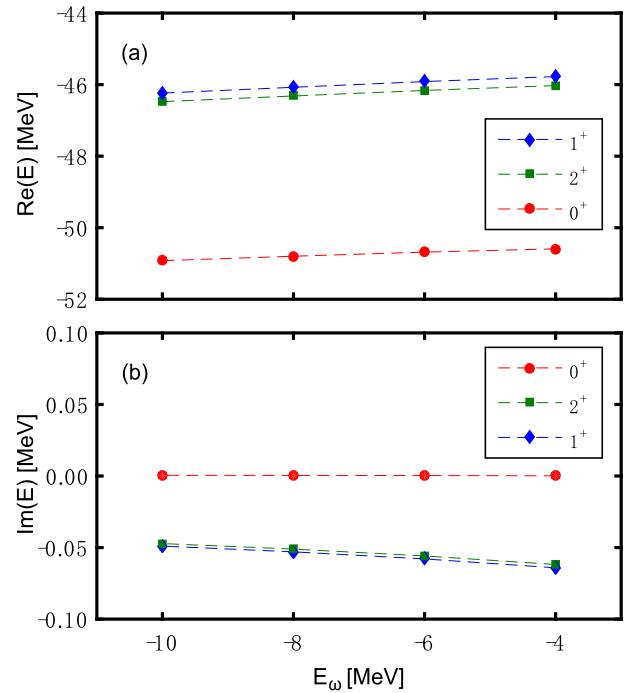 -44
(a)
-46
Re(E) [MeV]
-48
1+
2+
0+
-50
-52
0.10
(b)
0+
2+
1+
0.05
Im(E) [MeV]
0.00
-0.05
-0.10
-10 -8 -6 -4
Eω [MeV]